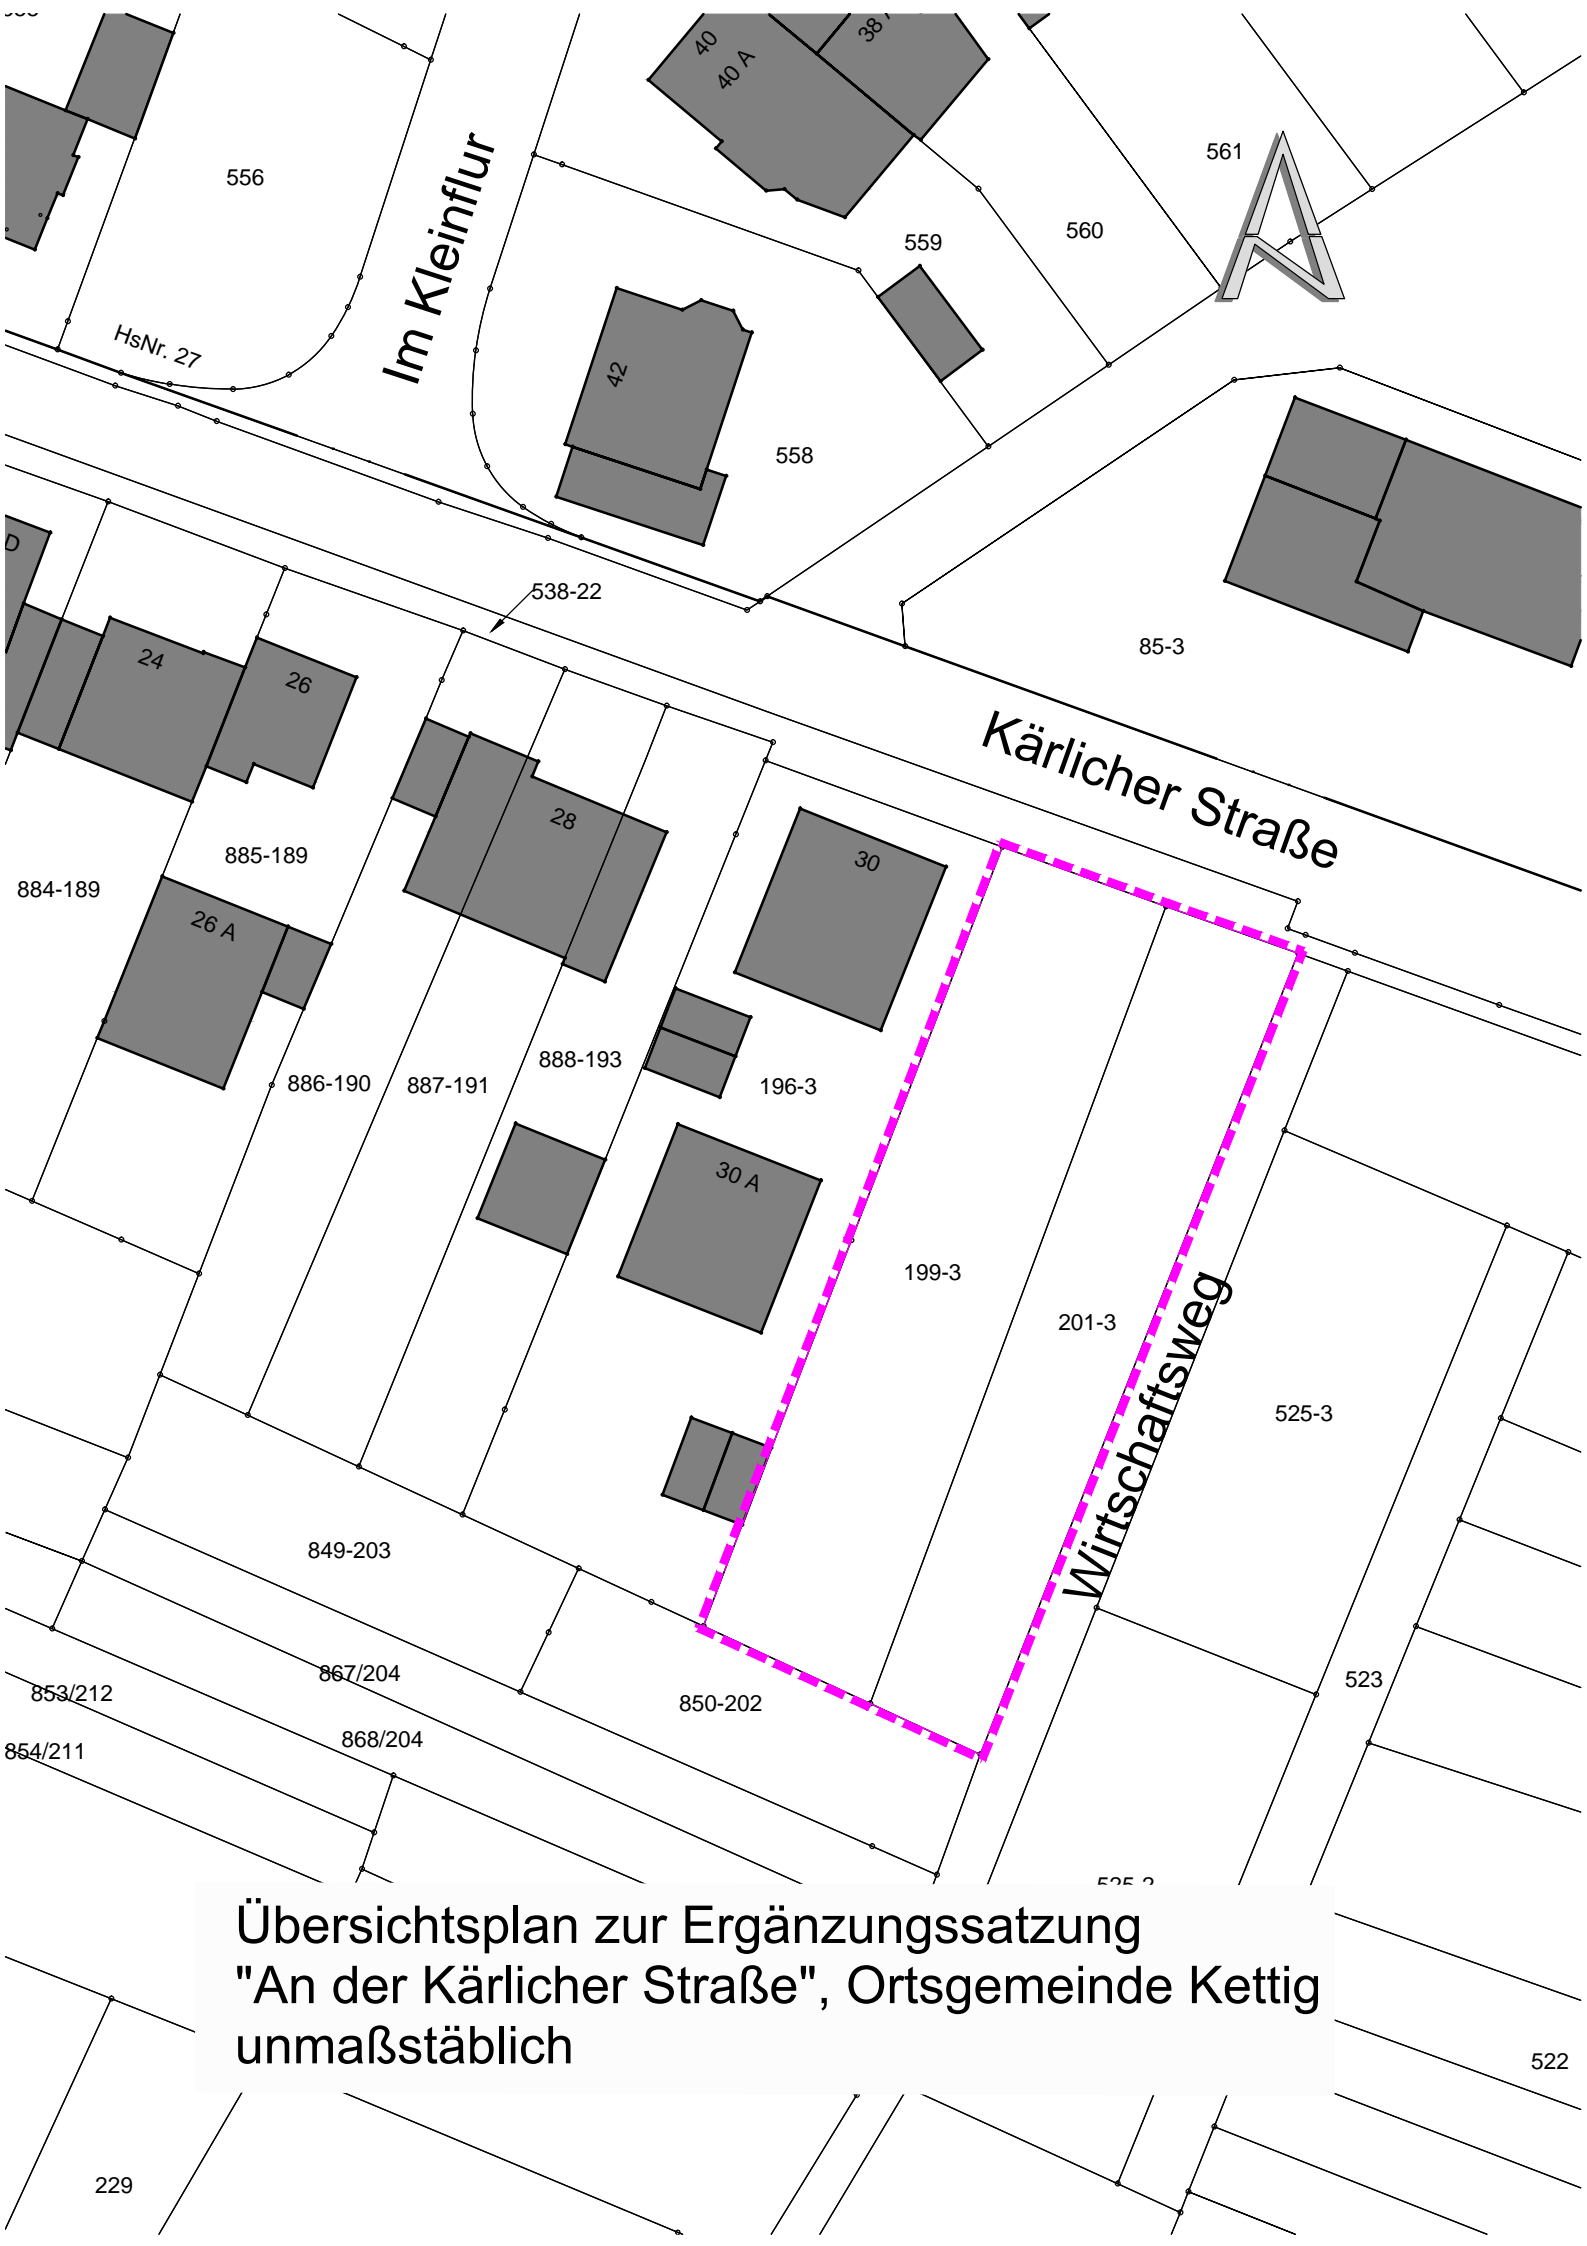 40
40 A
38
561
556
Im Kleinflur
560
559
HsNr. 27
42
558
D
538-22
85-3
24
26
Kärlicher Straße
28
30
885-189
884-189
26 A
888-193
886-190
887-191
196-3
30 A
199-3
201-3
Wirtschaftsweg
525-3
849-203
867/204
523
853/212
850-202
868/204
854/211
Übersichtsplan zur Ergänzungssatzung
"An der Kärlicher Straße", Ortsgemeinde Kettig
unmaßstäblich
522
229